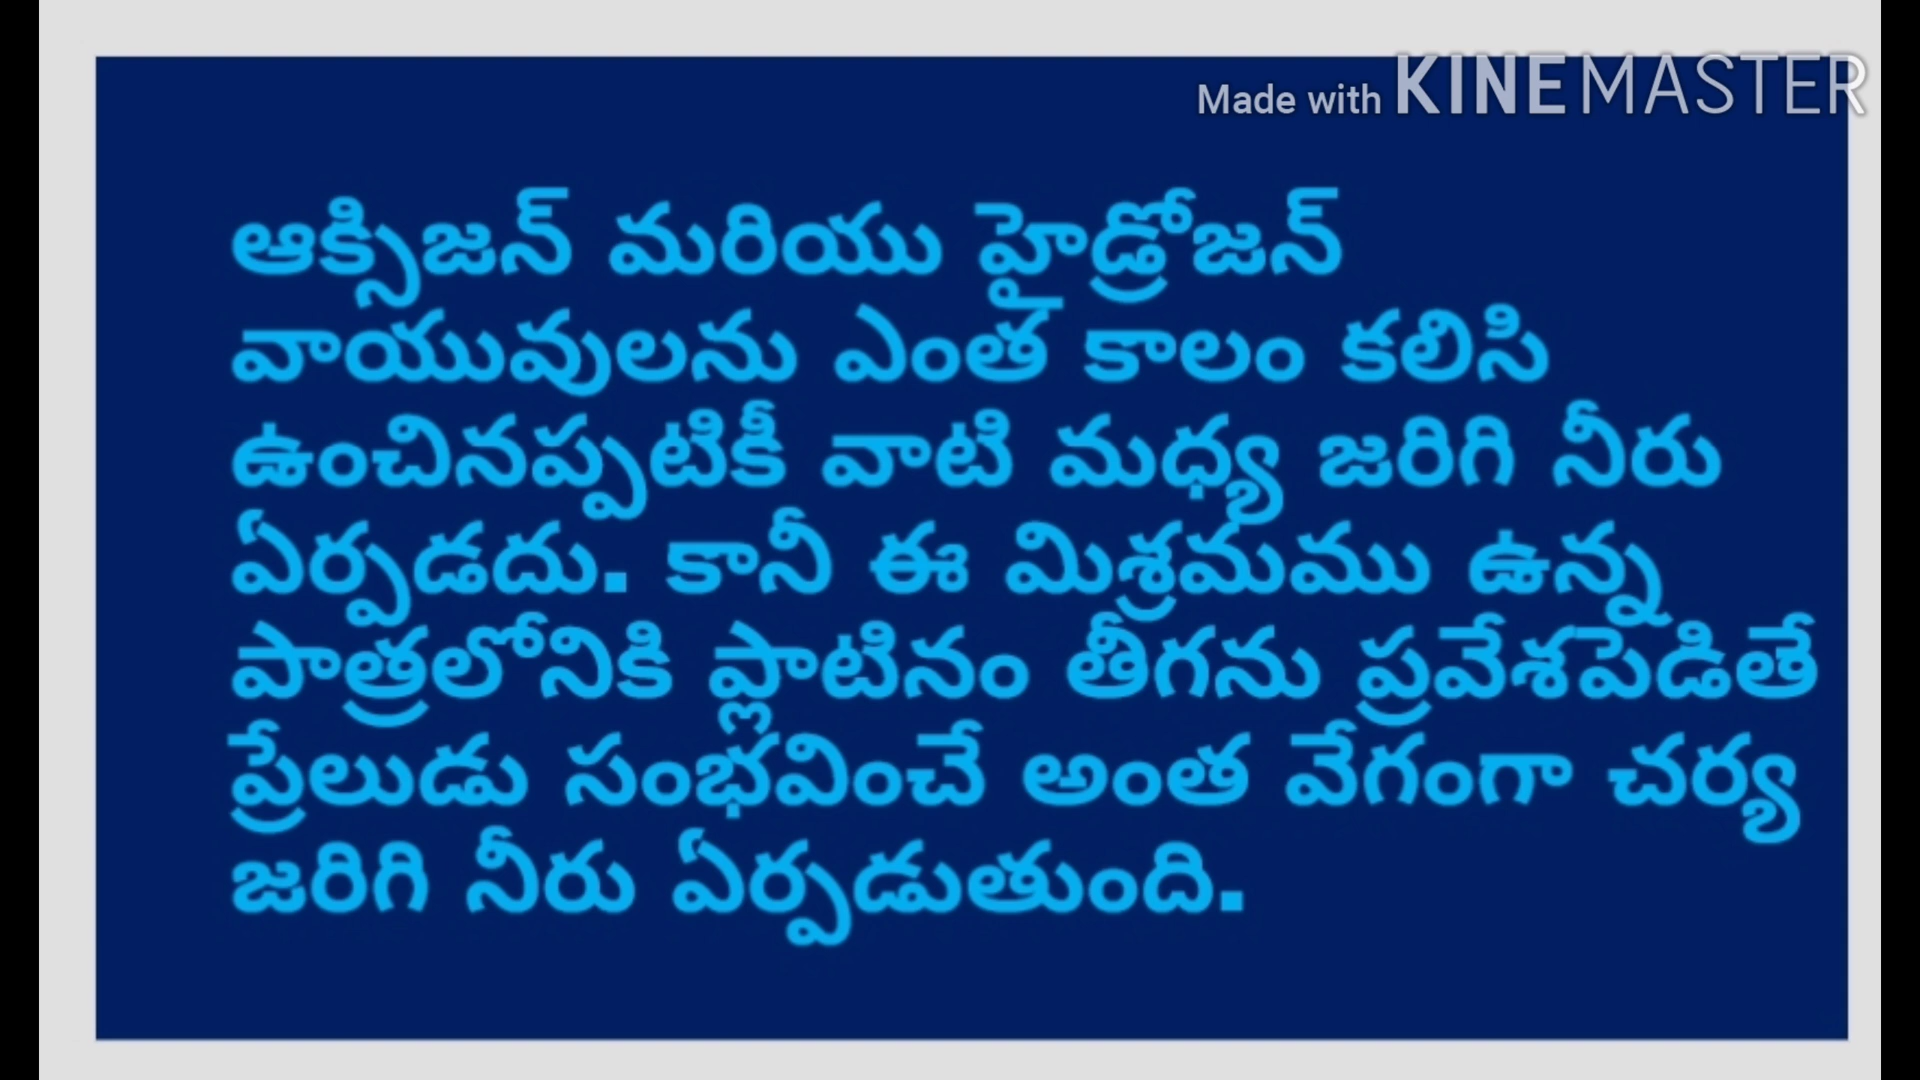 Made with KINEMASTER
ఆక్సిజన్ మరియు హైడ్రోజన్
వాయువులను ఎంత కాలం కలిసి
ఉంచినప్పటికీ వాటి మధ్య జరిగి నీరు
ఏర్పడదు. కానీ ఈ మిశ్రమము ఉన్న
పాత్రలోనికి ప్లాటినం తీగను ప్రవేశపెడితే
ప్రేలుడు సంభవించే అంత వేగంగా చర్య
జరిగి నీరు ఏర్పడుతుంది.